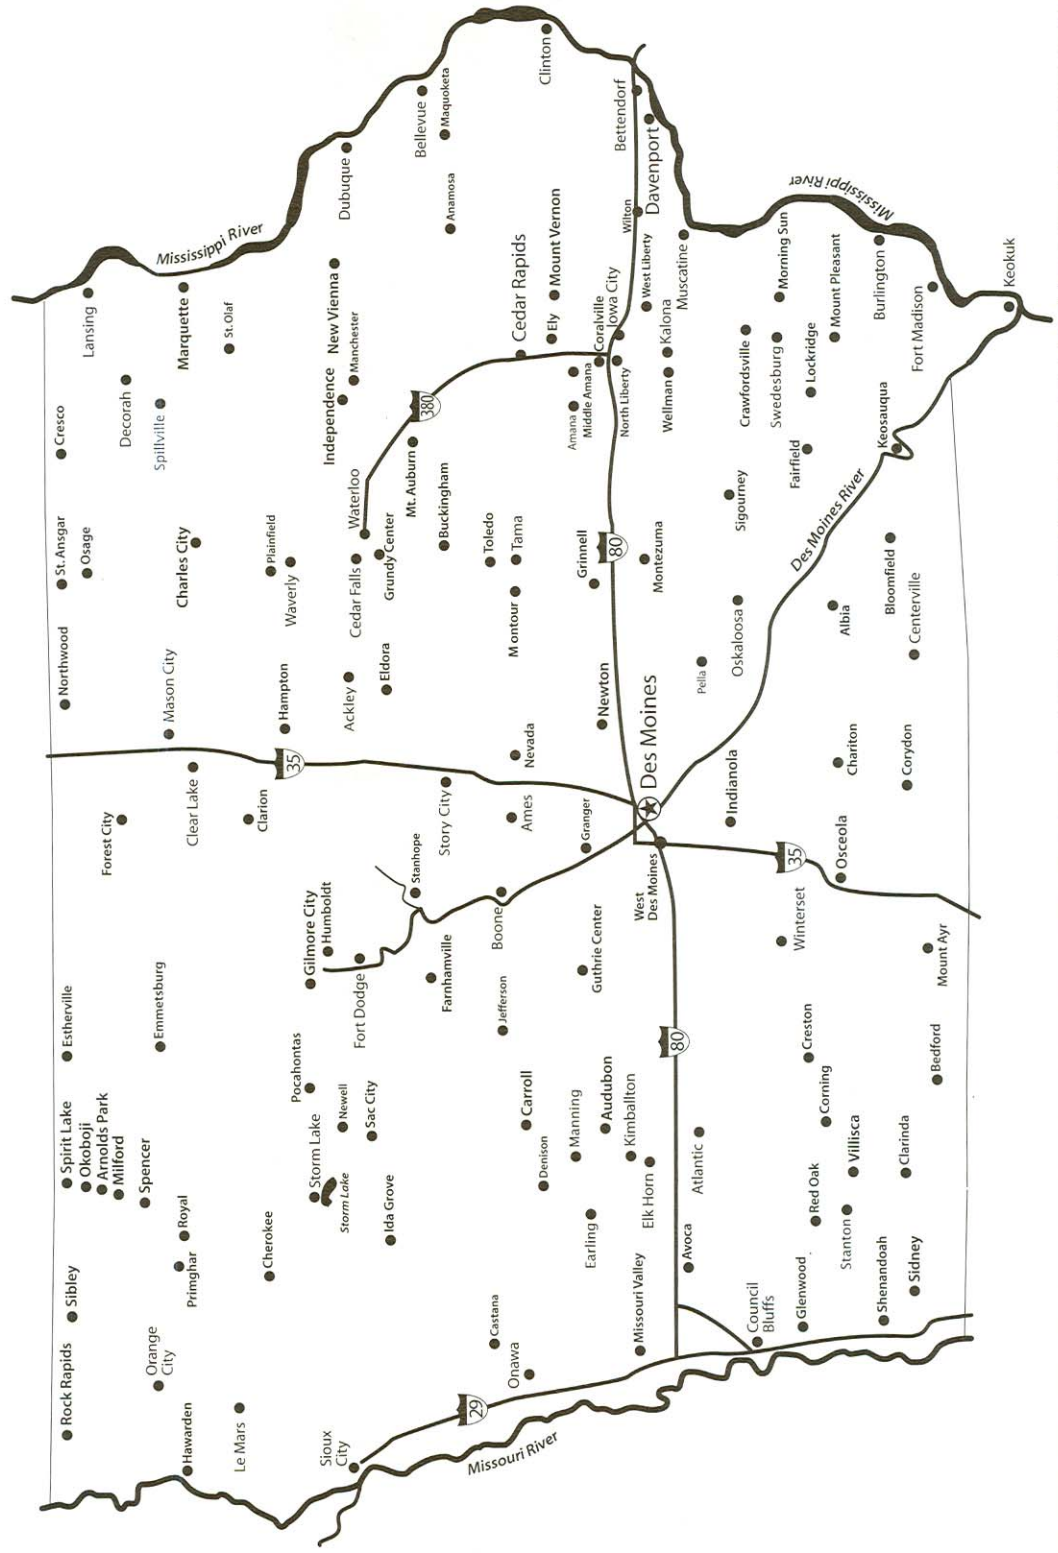 Rock Rapids
Sibley
Spirit Lake
Okoboji
Arnolds Park
Milford
Estherville
Northwood
St. Ansgar
Osage
Cresco
Lansing
Decorah
Forest City
Spencer
Orange
City
Emmetsburg
Mason City
Spillville
Mississippi River
Hawarden
Primghar
Royal
Clear Lake
Charles City
Marquette
St. Olaf
Le Mars
Cherokee
Clarion
35
Hampton
Plainfield
Waverly
Pocahontas
Gilmore City
Humboldt
Storm Lake
Storm Lake
Newell
Sac City
Sioux
City
Fort Dodge
Ackley
Cedar Falls
Waterloo
Independence
New Vienna
Manchester
Dubuque
Ida Grove
Eldora
Grundy Center
Stanhope
Mt. Auburn
380
Bellevue
Maquoketa
Farnhamville
Story City
Buckingham
Anamosa
29
Missouri River
Castana
Onawa
Jefferson
Boone
Ames
Nevada
Toledo
Tama
Montour
Cedar Rapids
Ely
Mount Vernon
Clinton
Carroll
Denison
Manning
Earling
Guthrie Center
Granger
Newton
Grinnell
80
Amana
Middle Amana
Coralville
Iowa City
North Liberty
Audubon
Kimballton
Elk Horn
Missouri Valley
West
Des Moines
Des Moines
Montezuma
Wellman
Kalona
West Liberty
Wilton
Muscatine
Bettendorf
Davenport
80
Avoca
Atlantic
Pella
Indianola
Oskaloosa
Sigourney
Crawfordsville
Swedesburg
Morning Sun
Mississippi River
Council
Bluffs
Glenwood
Red Oak
Creston
Corning
Winterset
35
Osceola
Chariton
Albia
Des Moines River
Fairfield
Lockridge
Mount Pleasant
Stanton
Villisca
Shenandoah
Sidney
Clarinda
Bedford
Mount Ayr
Corydon
Centerville
Bloomfield
Keosauqua
Burlington
Fort Madison
Keokuk